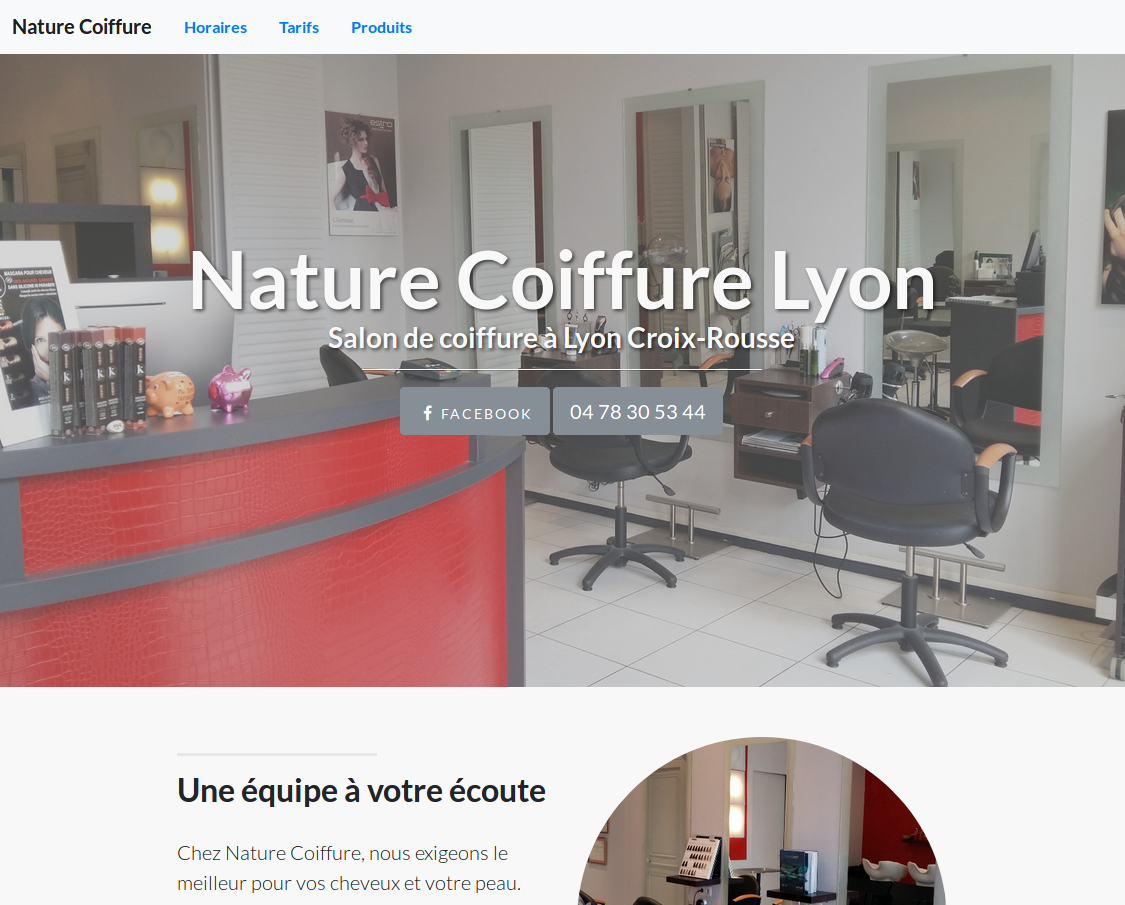 Nature Coiffure
Horaires
Tarifs
Produits
estro
MASCARA POUR CHEVEUX
Nature Coiffure Lyon
Salon de coiffure à Lyon Croix-Rousse
FACEBOOK
04 78 30 53 44
Une équipe à votre écoute
Chez Nature Coiffure, nous exigeons le
meilleur pour vos cheveux et votre peau.